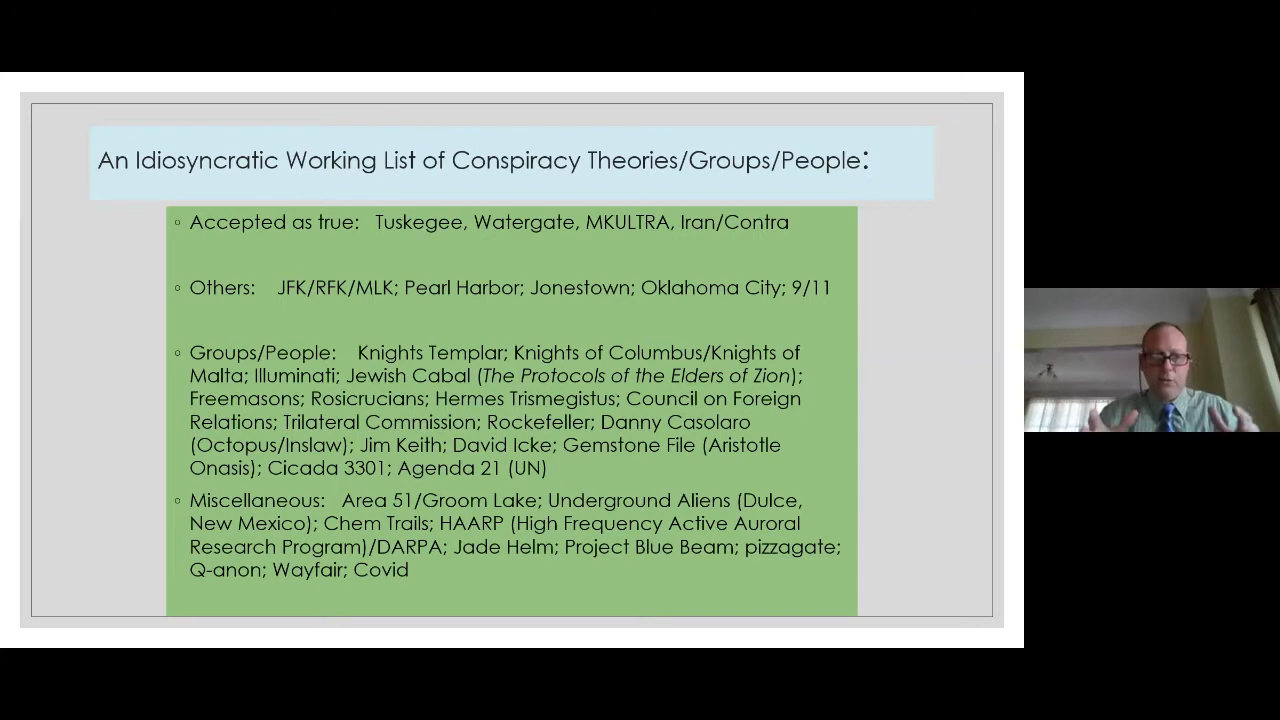 An Idiosyncratic Working List of Conspiracy Theories/Groups/People:
◦ Accepted as true: Tuskegee, Watergate, MKULTRA, Iran/Contra
◦ Others: JFK/RFK/MLK; Pearl Harbor; Jonestown; Oklahoma City; 9/11
◦ Groups/People: Knights Templar; Knights of Columbus/Knights of
Malta; Illuminati; Jewish Cabal (The Protocols of the Elders of Zion);
Freemasons; Rosicrucians; Hermes Trismegistus; Council on Foreign
Relations; Trilateral Commission; Rockefeller; Danny Casolaro
(Octopus/Inslaw); Jim Keith; David Icke; Gemstone File (Aristotle
Onasis); Cicada 3301; Agenda 21 (UN)
◦ Miscellaneous: Area 51/Groom Lake; Underground Aliens (Dulce,
New Mexico); Chem Trails; HAARP (High Frequency Active Auroral
Research Program)/DARPA; Jade Helm; Project Blue Beam; pizzagate;
Q-anon; Wayfair; Covid